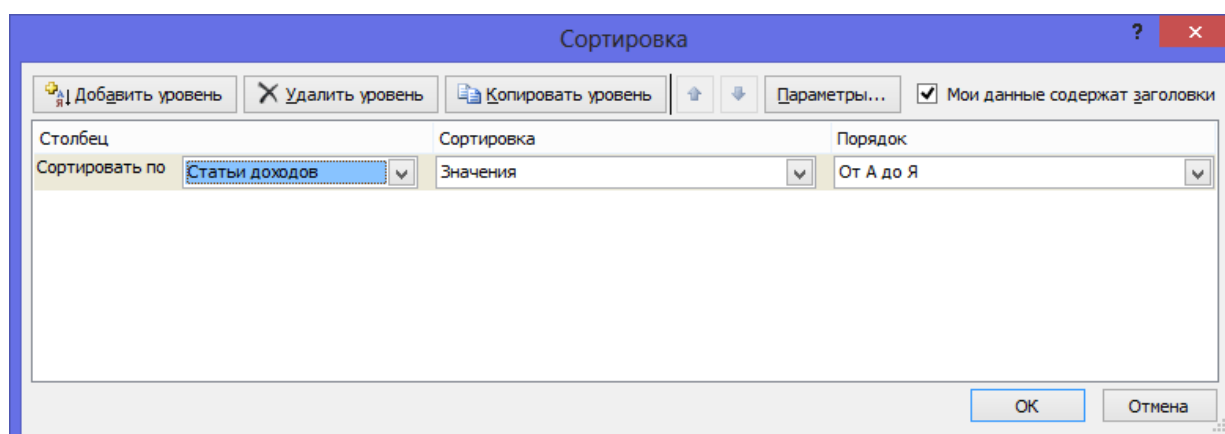 Сортировка
? ×
Добавить уровень Удалить уровень Копировать уровень Параметры... Мои данные содержат заголовки
Столбец Сортировка Порядок
Сортировать по Статьи доходов Значения От А до Я
ОК Отмена